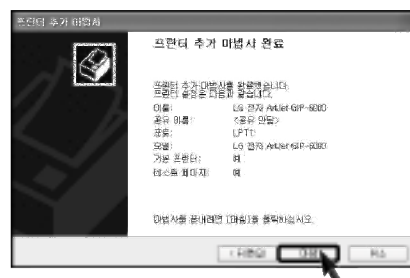 프린터 추가 마법사
프린터 추가 마법사 완료
프린터 추가 마법사를 완료했습니다.
프린터 설정은 다음과 같습니다.
이름: LG 전자 ArtJet GIP-6000
공유 이름: <공유 안함>
포트: LPT1:
모델: LG 전자 ArtJet GIP-6000
기본 프린터: 예
테스트 페이지: 예
마법사를 끝내려면 [마침]을 클릭하십시오.
< 뒤로(B) 마침 취소